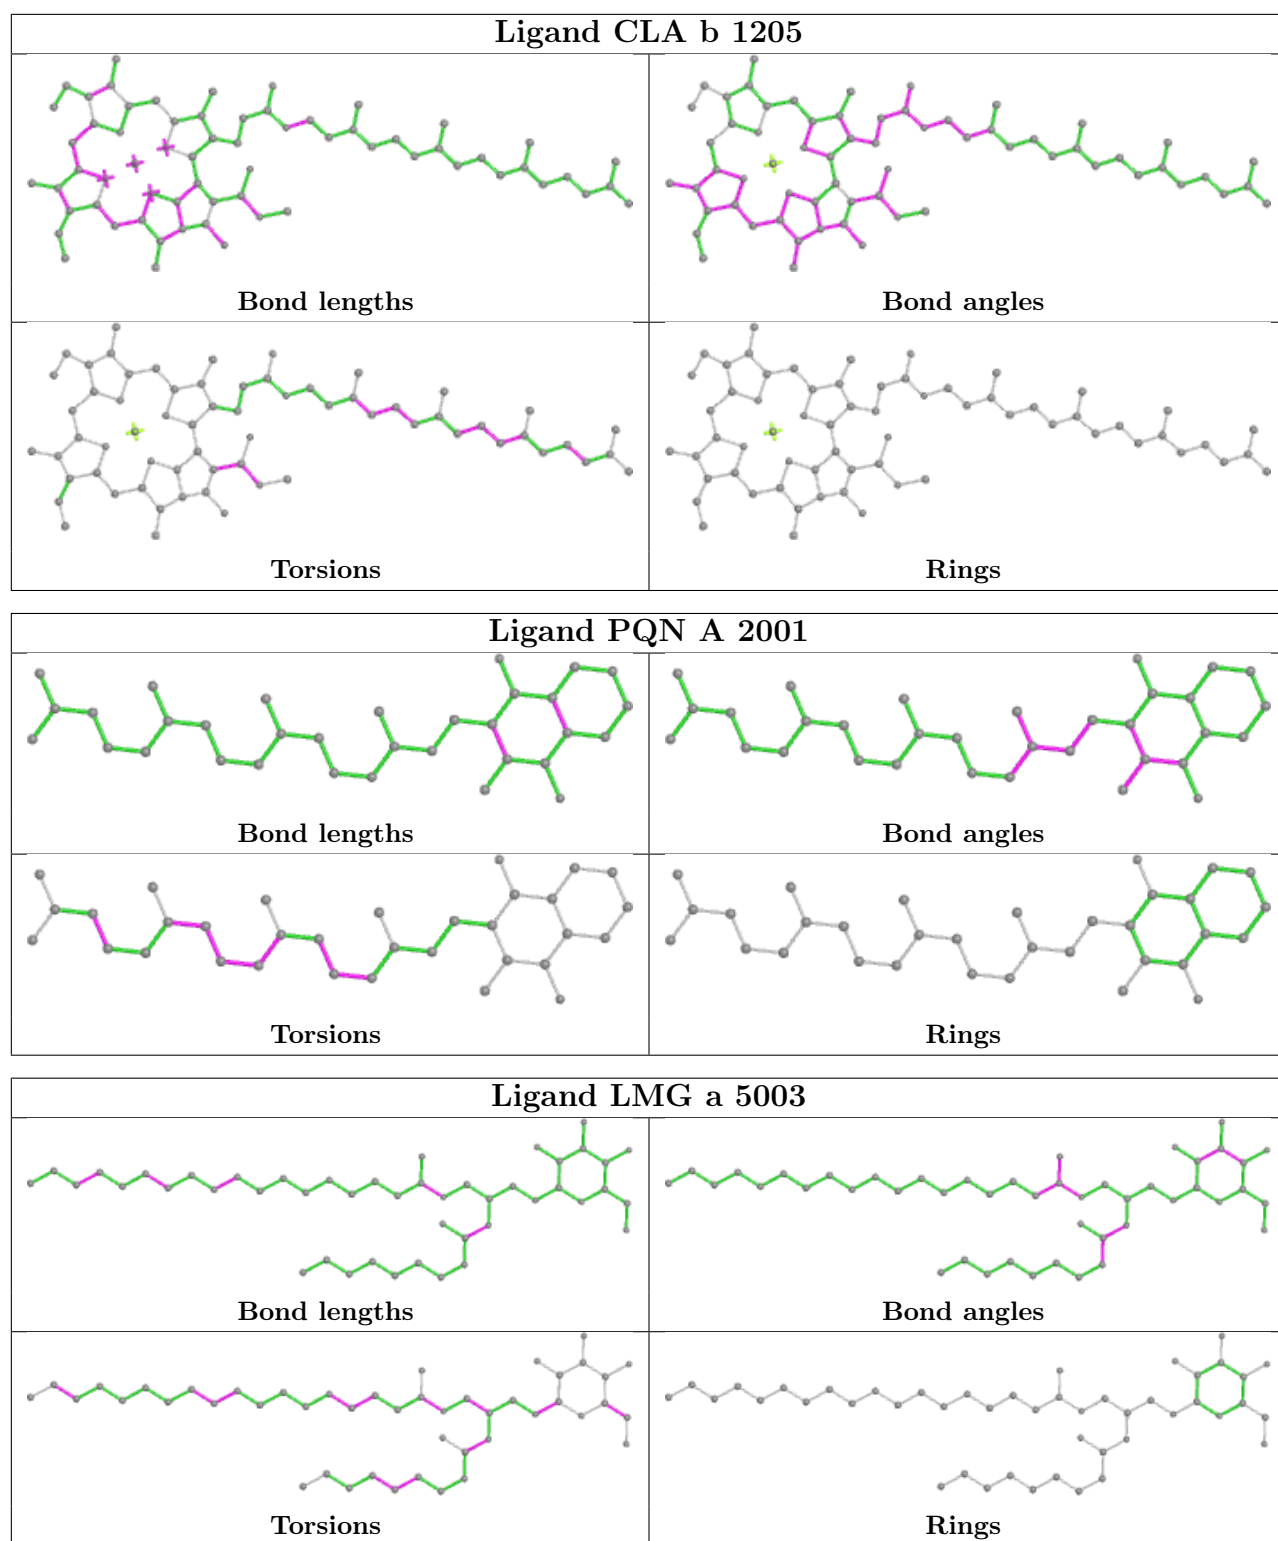 Ligand CLA b 1205
Bond lengths
Bond angles
Torsions
Rings
Ligand PQN A 2001
Bond lengths
Bond angles
Torsions
Rings
Ligand LMG a 5003
Bond lengths
Bond angles
Torsions
Rings